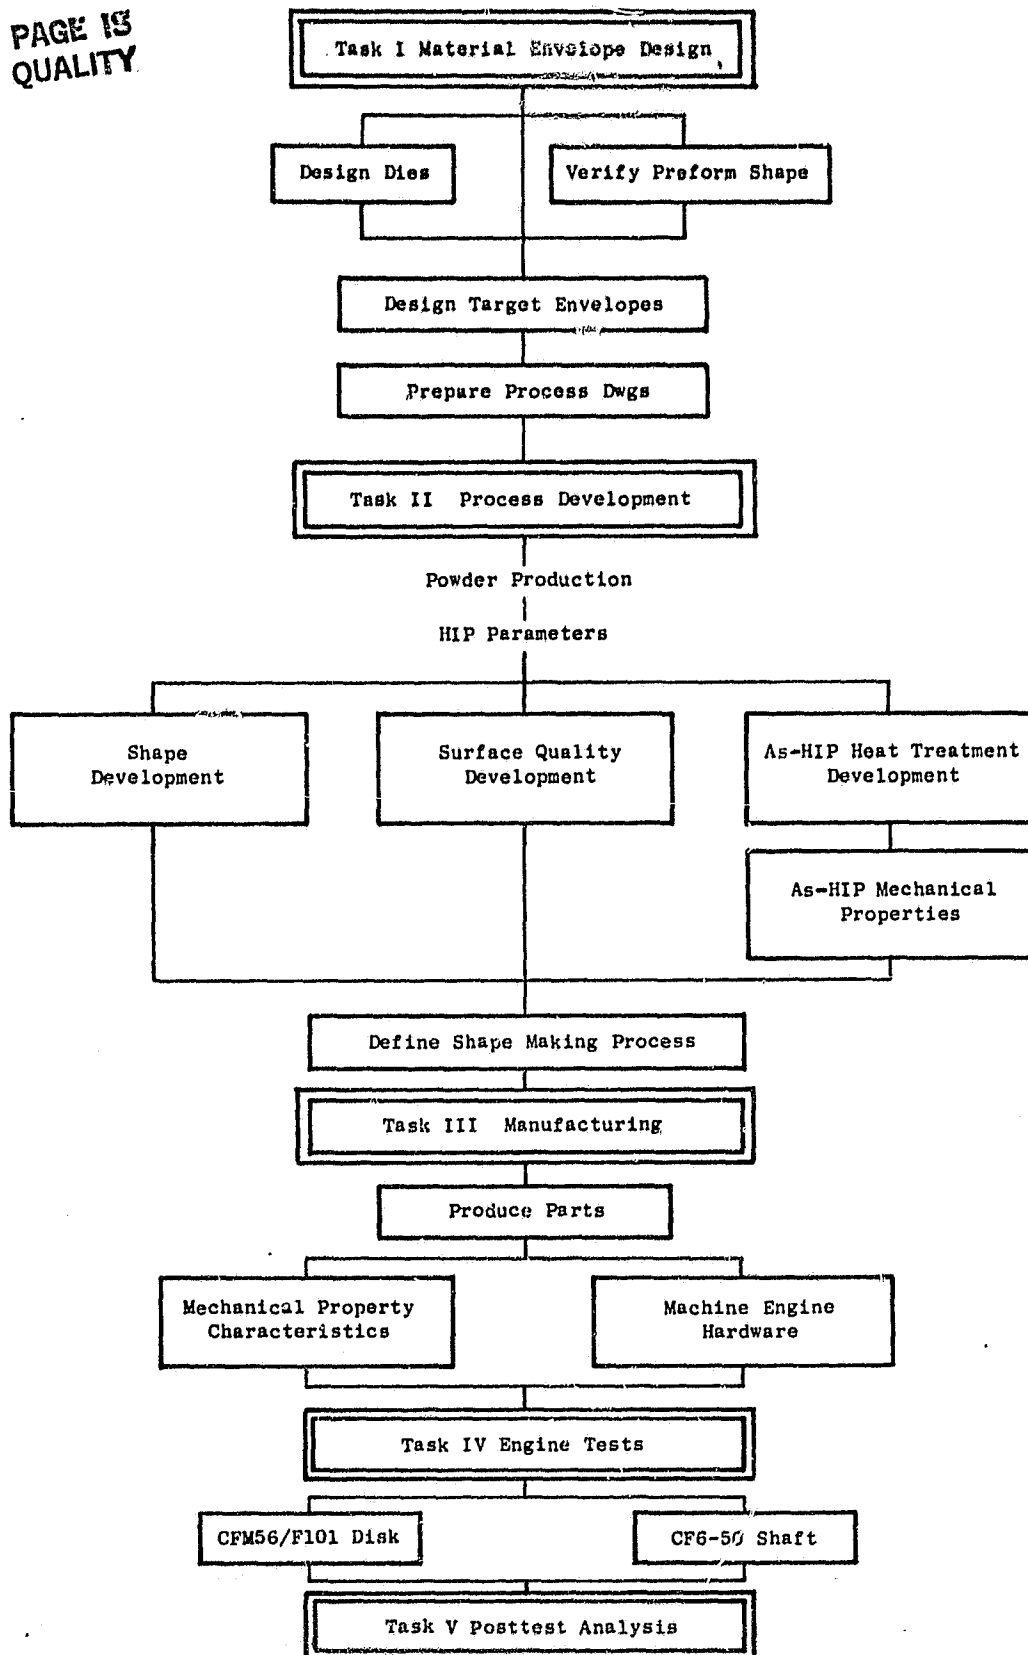 PAGE IS
QUALITY
Task I Material Envelope Design
Design Dies
Verify Preform Shape
Design Target Envelopes
Prepare Process Dwgs
Task II Process Development
Powder Production
HIP Parameters
Shape
Development
Surface Quality
Development
As-HIP Heat Treatment
Development
As-HIP Mechanical
Properties
Define Shape Making Process
Task III Manufacturing
Produce Parts
Mechanical Property
Characteristics
Machine Engine
Hardware
Task IV Engine Tests
CFM56/F101 Disk
CF6-50 Shaft
Task V Posttest Analysis